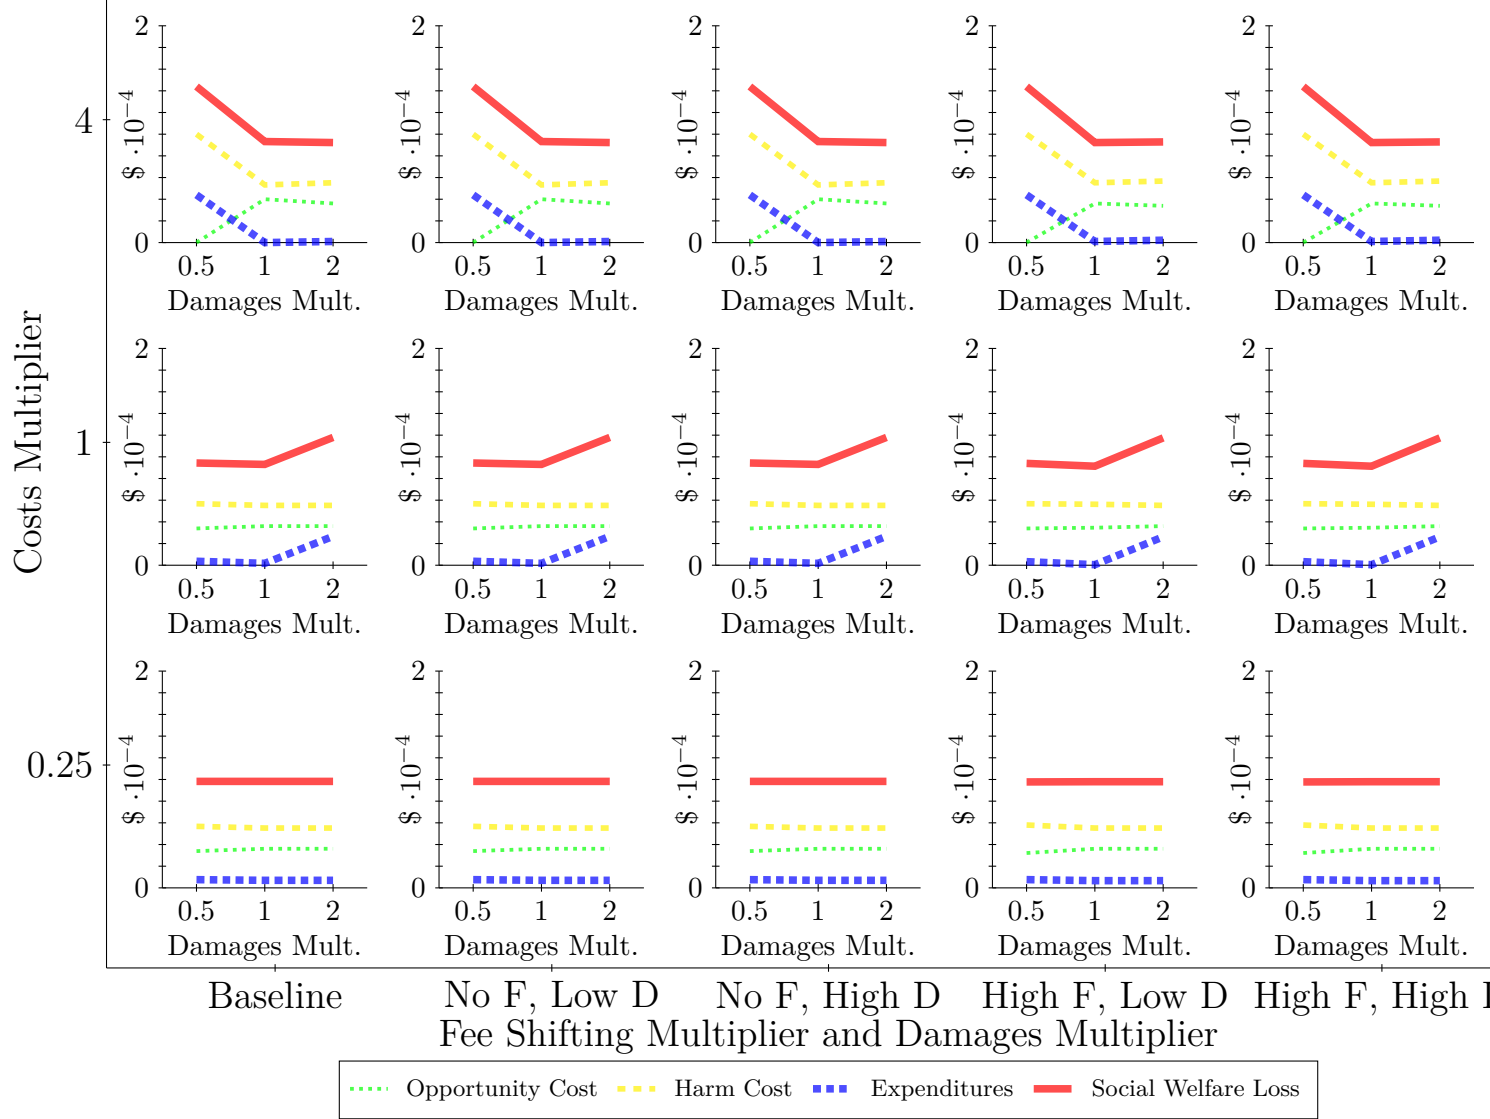 2
0
$ ·10−4
0.5 1 2
Damages Mult.
2
0
$ ·10−4
0.5 1 2
Damages Mult.
2
0
$ ·10−4
0.5 1 2
Damages Mult.
2
0
$ ·10−4
0.5 1 2
Damages Mult.
2
0
$ ·10−4
0.5 1 2
Damages Mult.
4
2
0
$ ·10−4
0.5 1 2
Damages Mult.
2
0
$ ·10−4
0.5 1 2
Damages Mult.
2
0
$ ·10−4
0.5 1 2
Damages Mult.
2
0
$ ·10−4
0.5 1 2
Damages Mult.
2
0
$ ·10−4
0.5 1 2
Damages Mult.
1
Costs Multiplier
2
0
$ ·10−4
0.5 1 2
Damages Mult.
2
0
$ ·10−4
0.5 1 2
Damages Mult.
2
0
$ ·10−4
0.5 1 2
Damages Mult.
2
0
$ ·10−4
0.5 1 2
Damages Mult.
2
0
$ ·10−4
0.5 1 2
Damages Mult.
0.25
Baseline
No F, Low D
No F, High D
High F, Low D
High F, High
Fee Shifting Multiplier and Damages Multiplier
Opportunity Cost
Harm Cost
Expenditures
Social Welfare Loss